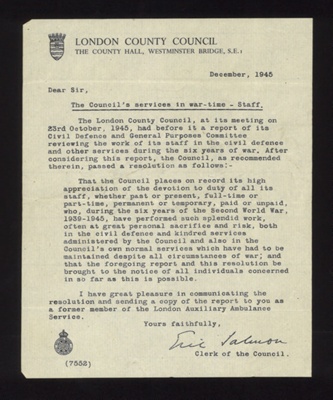 LONDON COUNTY COUNCIL
THE COUNTY HALL, WESTMINSTER BRIDGE, S.E.1
December, 1945
Dear Sir,
The Council's services in war-time - Staff.
The London County Council, at its meeting on
23rd October, 1945, had before it a report of its
Civil Defence and General Purposes Committee
reviewing the work of its staff in the civil defence
and other services during the six years of war. After
considering this report, the Council, as recommended
therein, passed a resolution as follows:-
That the Council places on record its high
appreciation of the devotion to duty of all its
staff, whether past or present, full-time or
part-time, permanent or temporary, paid or unpaid,
who, during the six years of the Second World War,
1939-1945, have performed such splendid work,
often at great personal sacrifice and risk, both
in the civil defence and kindred services
administered by the Council and also in the
Council's own normal services which have had to be
maintained despite all circumstances of war; and
that the foregoing report and this resolution be
brought to the notice of all individuals concerned
in so far as this is possible.
I have great pleasure in communicating the
resolution and sending a copy of the report to you as
a former member of the London Auxiliary Ambulance
Service.
Yours faithfully,
Eric Salmon
Clerk of the Council.
(7552)